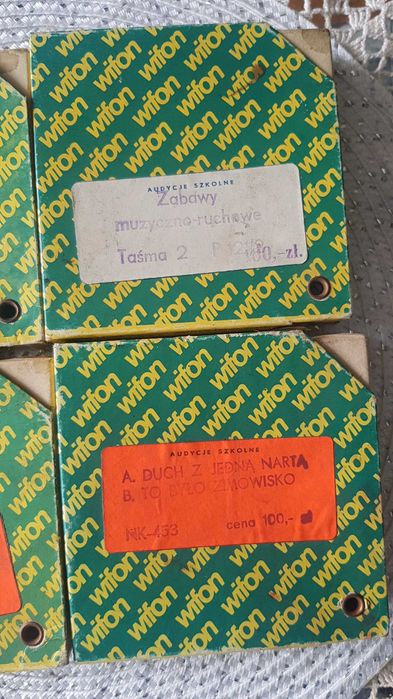 wifon
AUDYCJE SZKOLNE
Zabawy
muzyczno-ruchowe
Taśma 2
100,-zł.
wifon
AUDYCJE SZKOLNE
A. DUCH Z JEDNĄ NARTĄ
B. TO BYŁO ZIMOWISKO
NK-453 cena 100,-